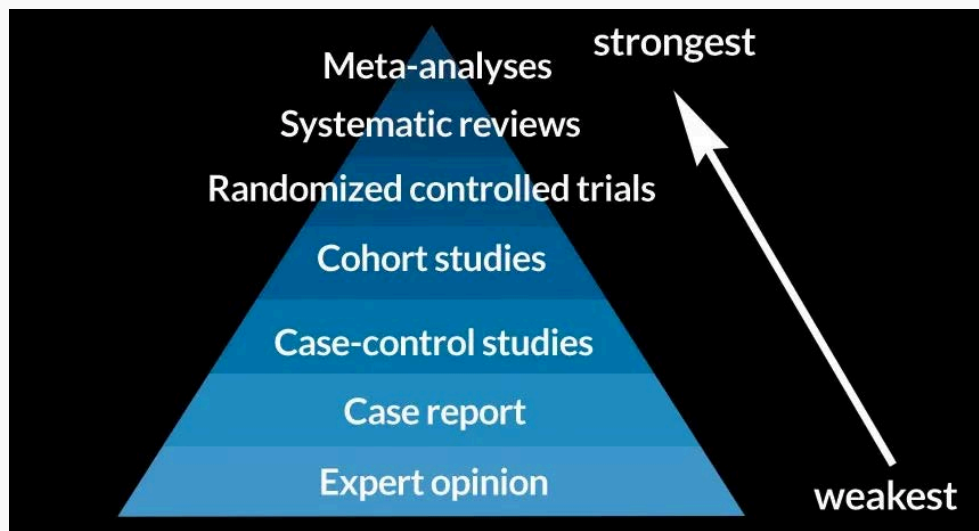 Meta-analyses
strongest
Systematic reviews
Randomized controlled trials
Cohort studies
Case-control studies
Case report
Expert opinion
weakest